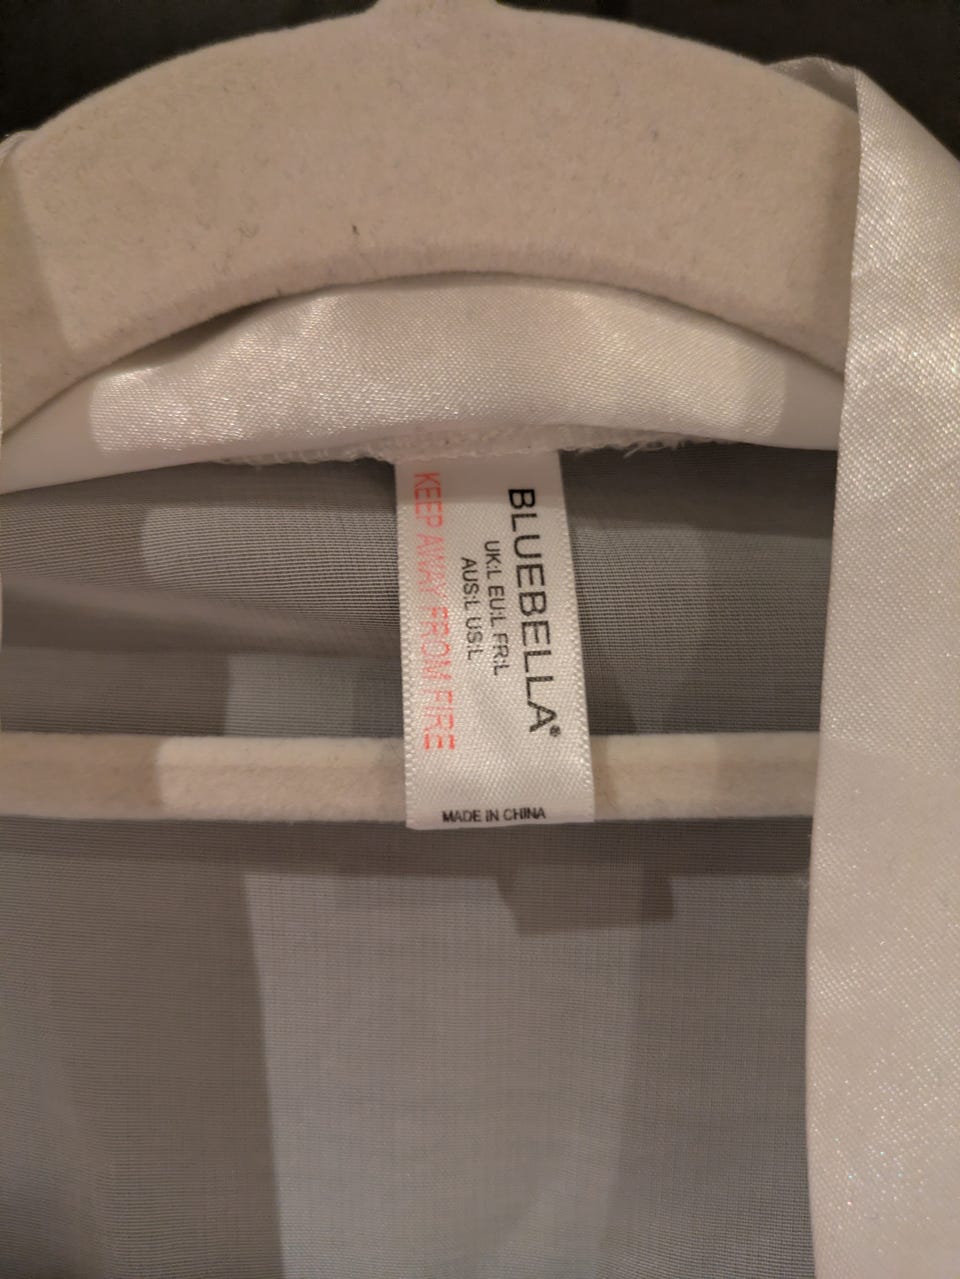 BLUEBELLA®
UK:L EU:L FR:L
AUS:L US:L
KEEP AWAY FROM FIRE
MADE IN CHINA